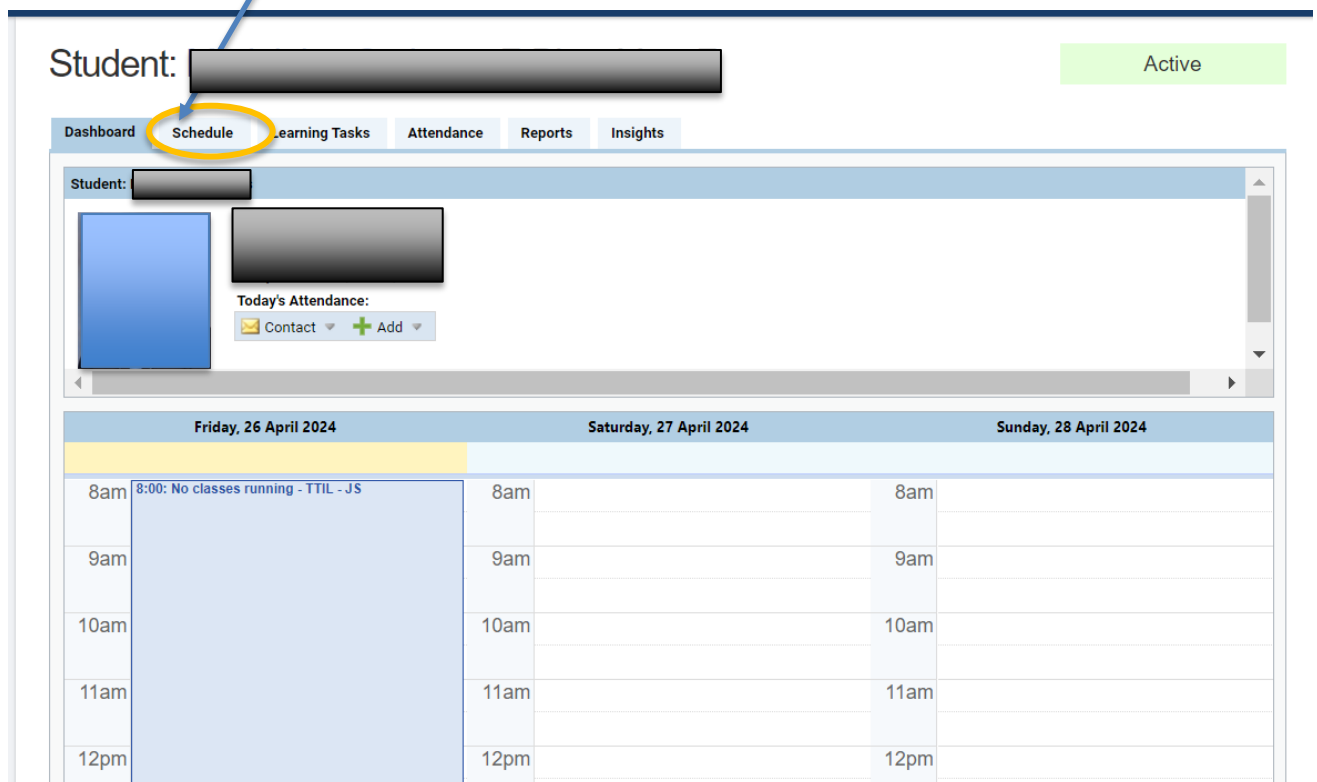 Student:
Active
Dashboard Schedule Learning Tasks Attendance Reports Insights
Student:
Today's Attendance:
Contact Add
Friday, 26 April 2024 Saturday, 27 April 2024 Sunday, 28 April 2024
8am 8:00: No classes running - TTIL - JS 8am 8am
9am 9am 9am
10am 10am 10am
11am 11am 11am
12pm 12pm 12pm